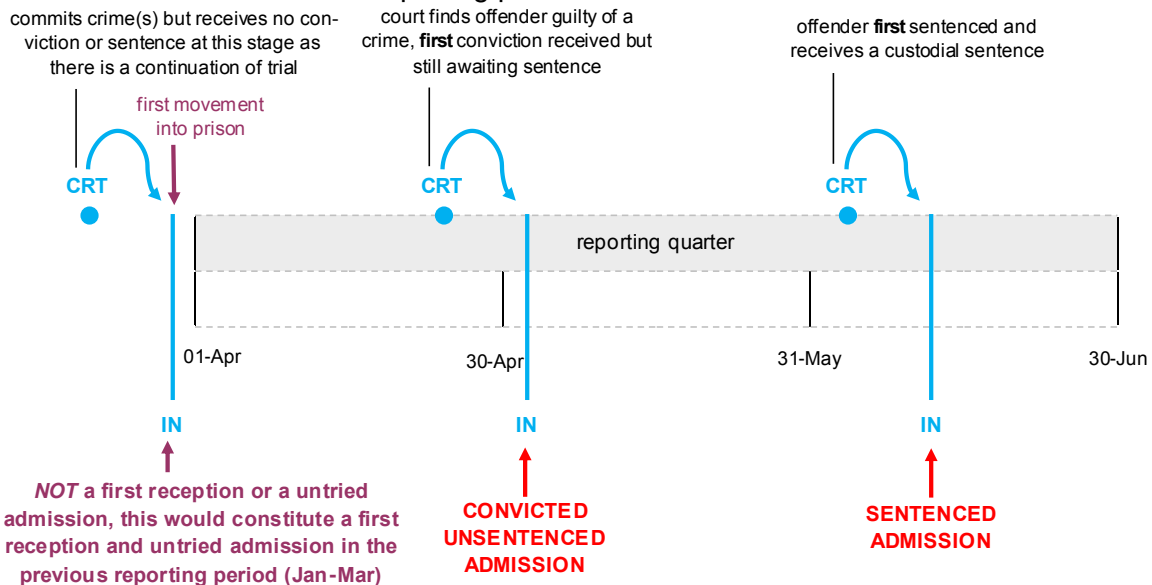 commits crime(s) but receives no con-
viction or sentence at this stage as
there is a continuation of trial
first movement
into prison
court finds offender guilty of a
crime, first conviction received but
still awaiting sentence
offender first sentenced and
receives a custodial sentence
CRT
CRT
CRT
reporting quarter
01-Apr
30-Apr
31-May
30-Jun
IN
IN
IN
NOT a first reception or a untried
admission, this would constitute a first
reception and untried admission in the
previous reporting period (Jan-Mar)
CONVICTED
UNSENTENCED
ADMISSION
SENTENCED
ADMISSION